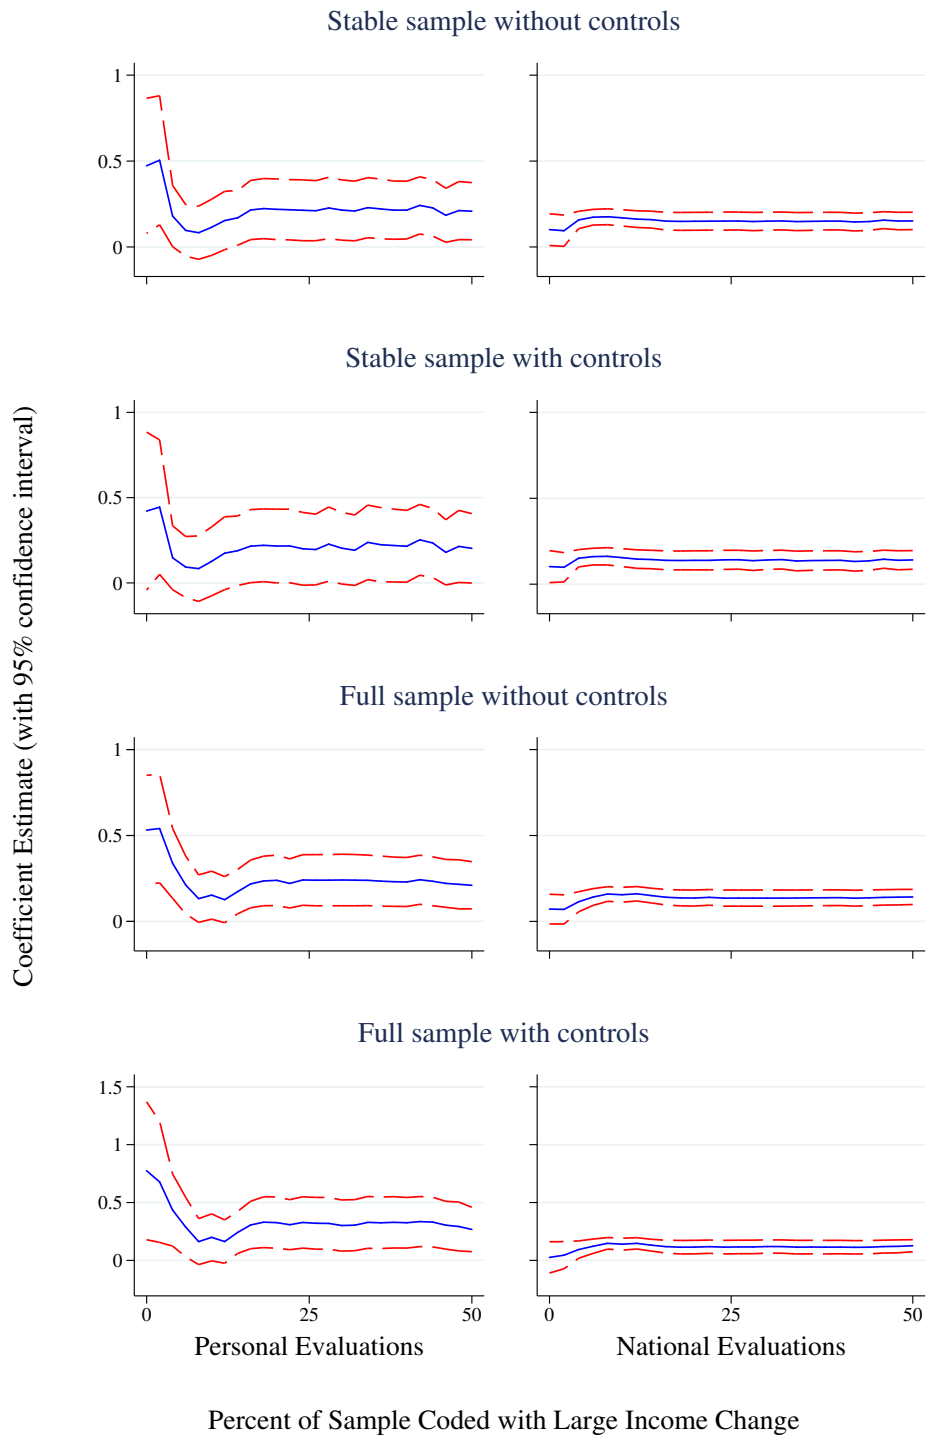 Stable sample without controls
1
0.5
0
Stable sample with controls
1
0.5
0
Coefficient Estimate (with 95% confidence interval)
Full sample without controls
1
0.5
0
Full sample with controls
1.5
1
0.5
0
0 25 50 0 25 50
Personal Evaluations National Evaluations
Percent of Sample Coded with Large Income Change